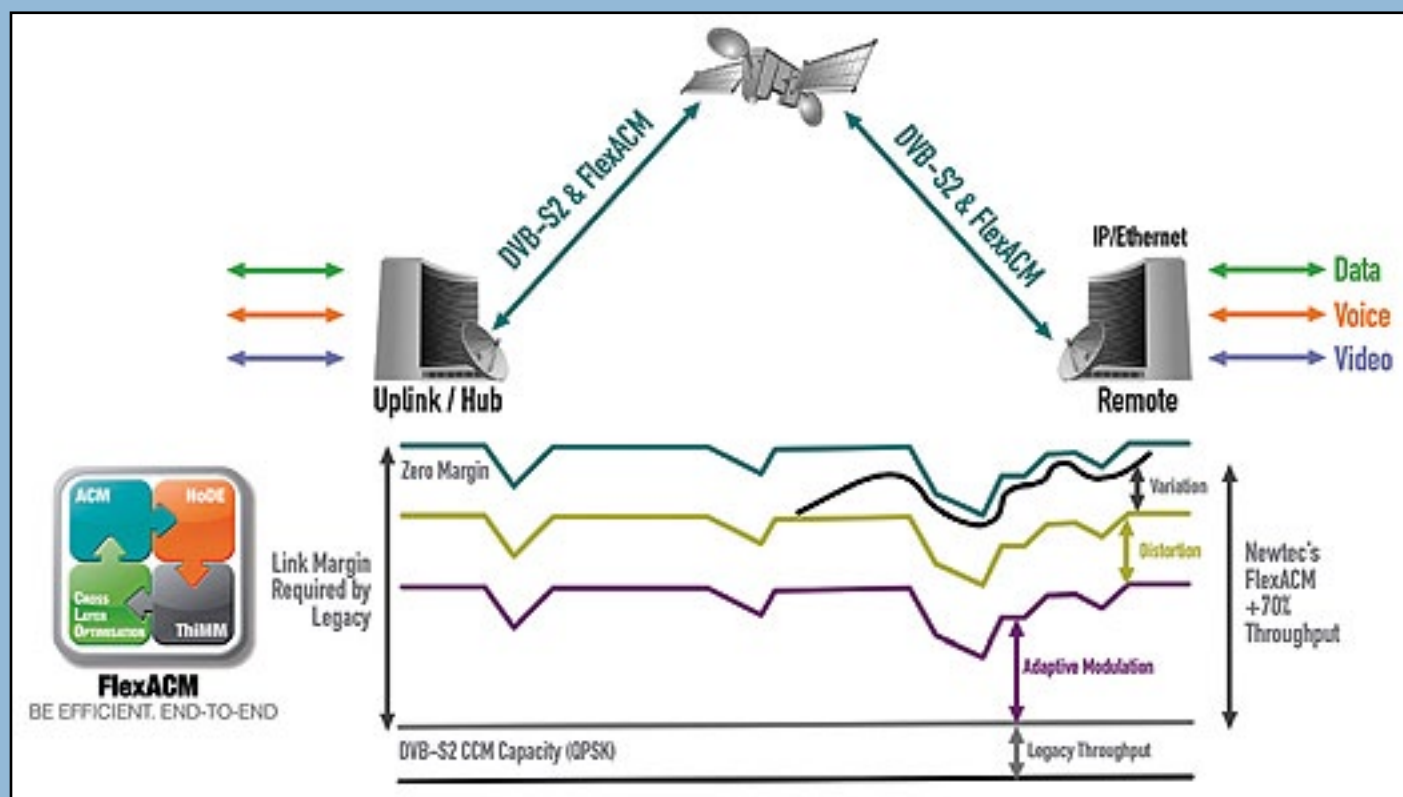 DVB-S2 & FlexACM
DVB-S2 & FlexACM
IP/Ethernet
Data
Voice
Video
Uplink / Hub
Remote
Zero Margin
Variation
ACM
NoDE
Cross
Layer
Optimisation
ThiMM
FlexACM
BE EFFICIENT. END-TO-END
Link Margin
Required by
Legacy
Distortion
Newtec's
FlexACM
+70%
Throughput
Adaptive Modulation
DVB-S2 CCM Capacity (QPSK)
Legacy Throughput